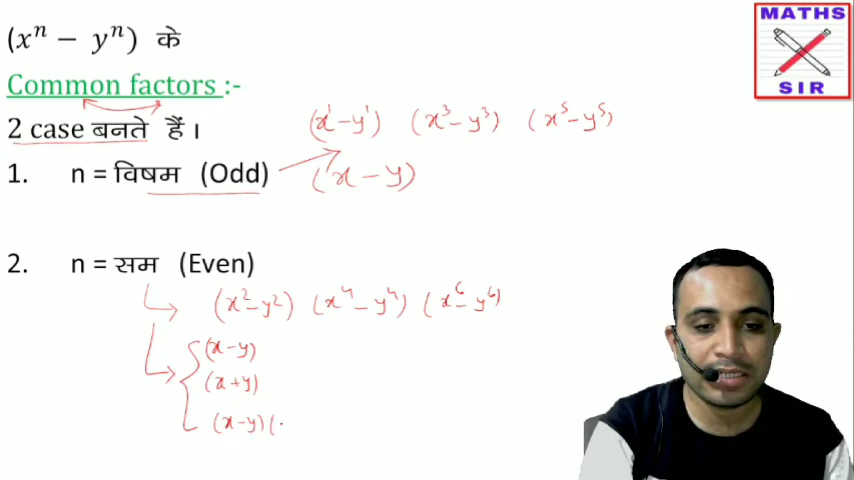 (xⁿ − yⁿ) के
MATHS
SIR
Common factors :-
2 case बनते हैं।
(x¹ − y¹) (x³ − y³) (x⁵ − y⁵)
1. n = विषम (Odd)
(x − y)
2. n = सम (Even)
(x² − y²) (x⁴ − y⁴) (x⁶ − y⁶)
(x − y)
(x + y)
(x − y) (